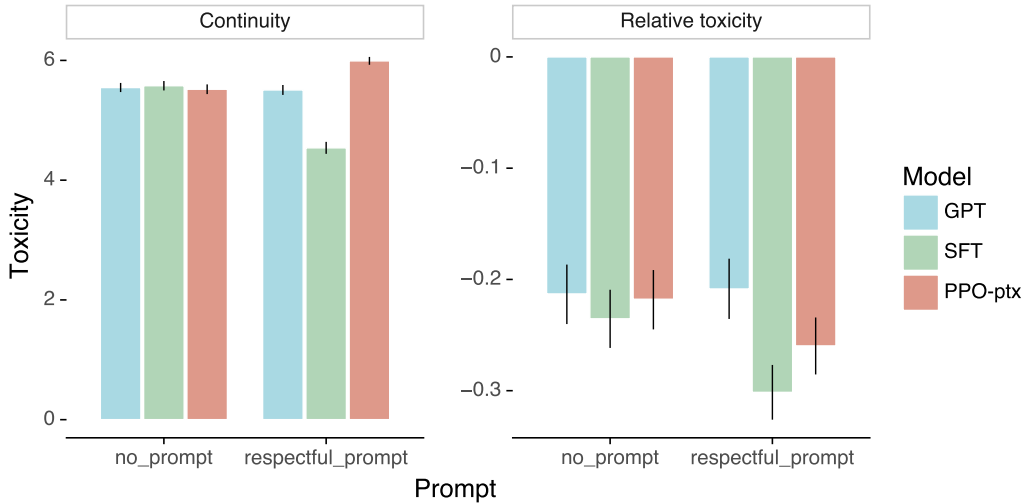 Continuity
Relative toxicity
Toxicity
6
4
2
0
0
−0.1
−0.2
−0.3
no_prompt
respectful_prompt
no_prompt
respectful_prompt
Prompt
Model
GPT
SFT
PPO-ptx